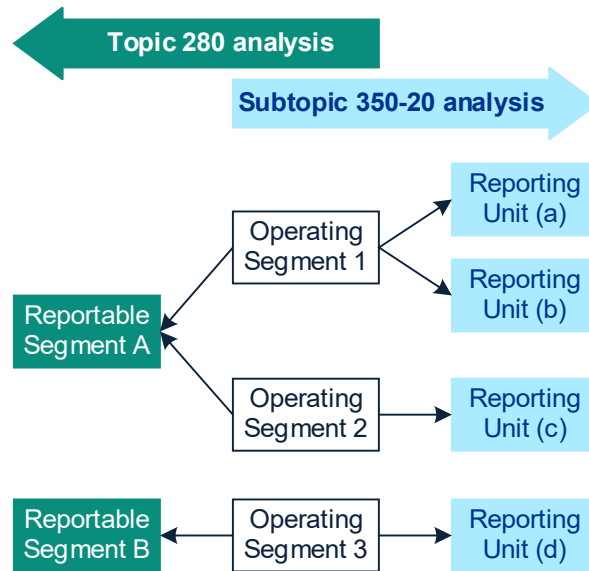 Topic 280 analysis
Subtopic 350-20 analysis
Reporting
Unit (a)
Operating
Segment 1
Reporting
Unit (b)
Reportable
Segment A
Operating
Segment 2
Reporting
Unit (c)
Reportable
Segment B
Operating
Segment 3
Reporting
Unit (d)